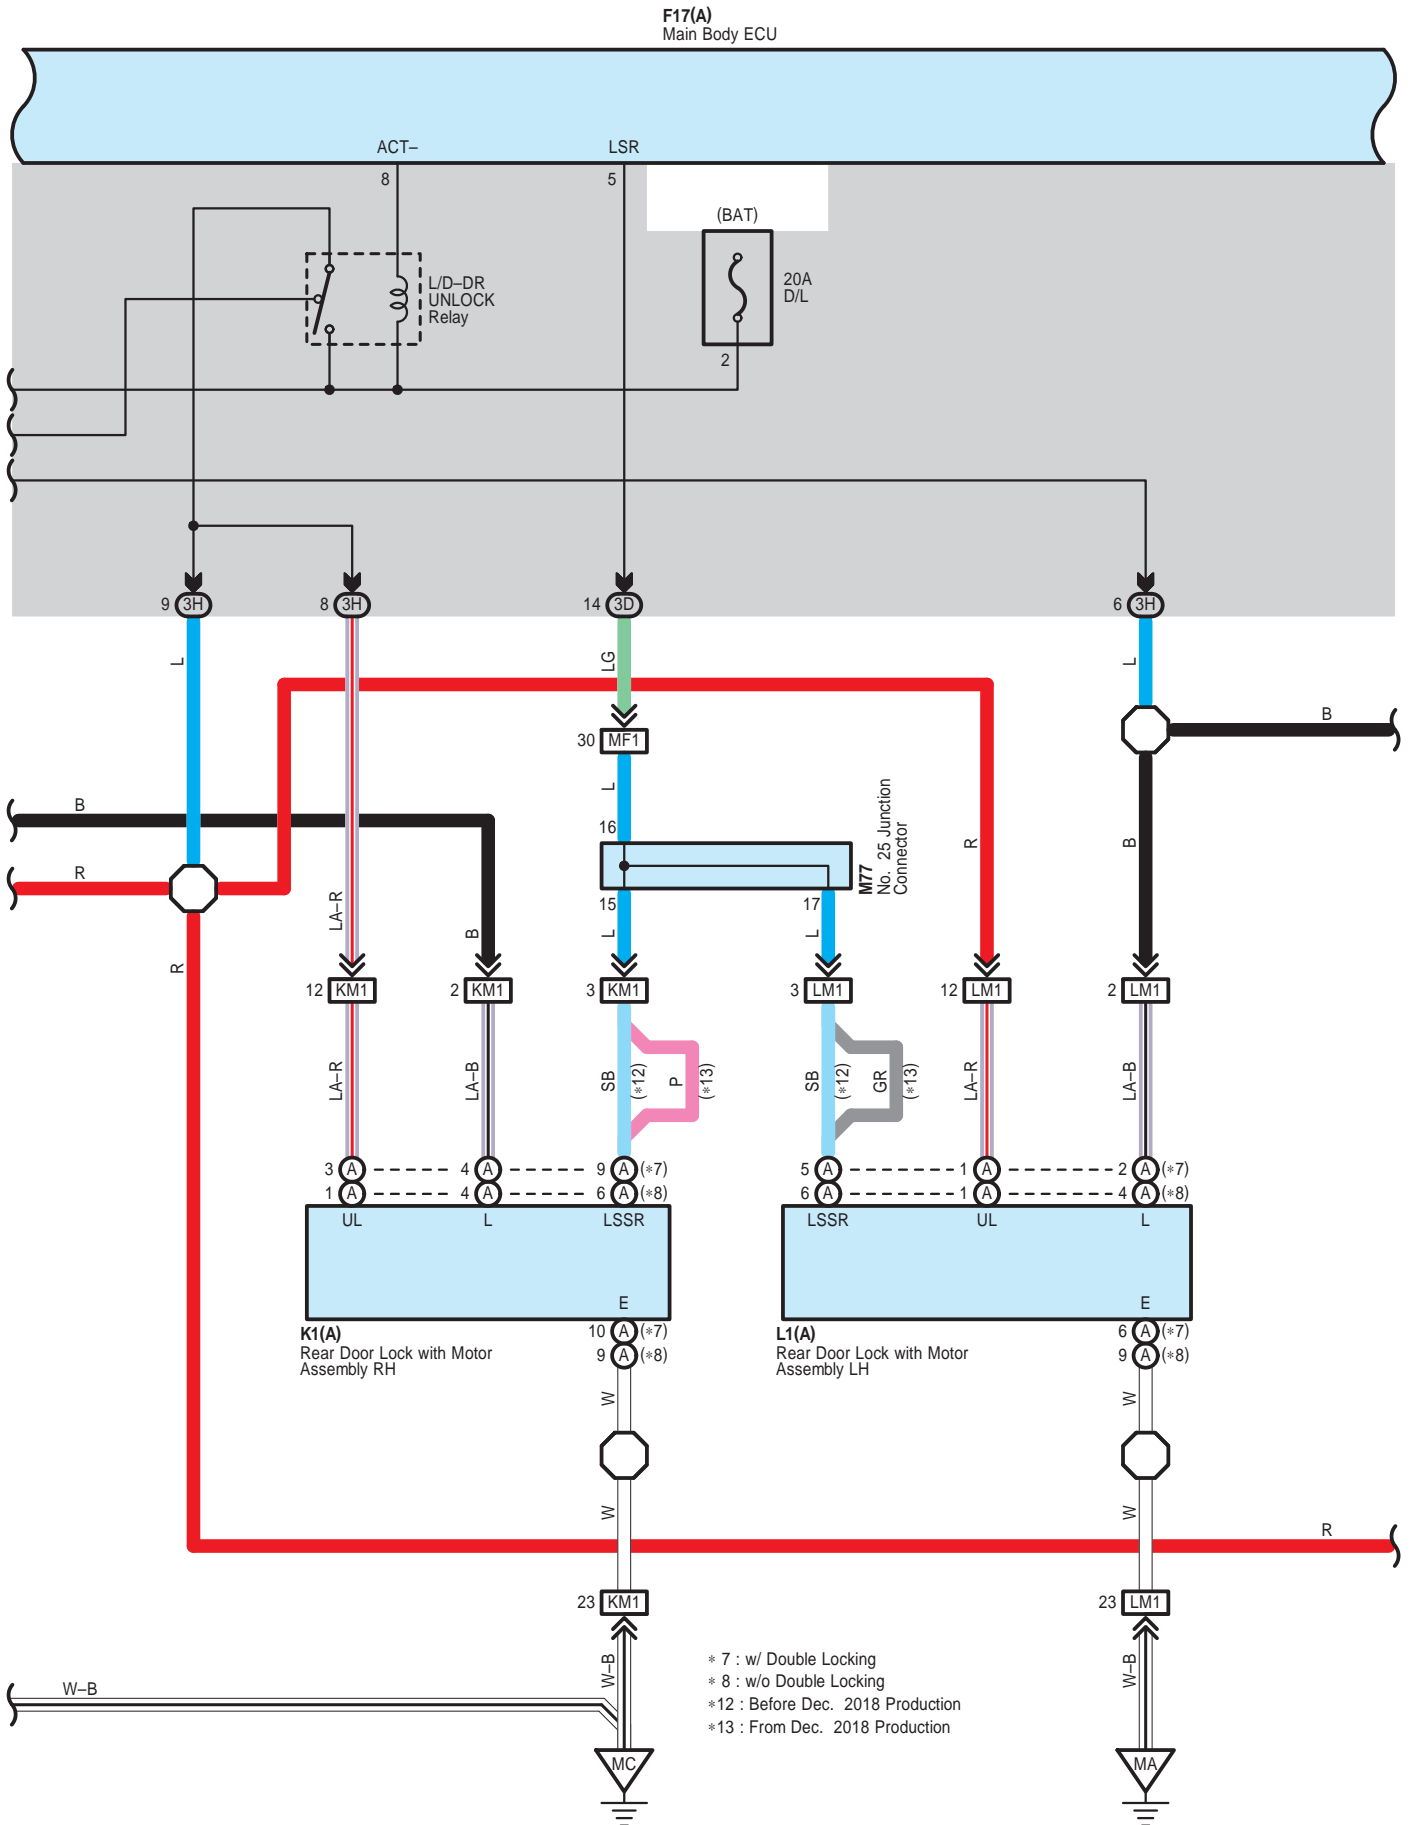 F17(A)
Main Body ECU
ACT–
LSR
8
5
(BAT)
L/D–DR
UNLOCK
Relay
20A
D/L
2
9 3H
8 3H
14 3D
6 3H
L
LG
L
B
30 MF1
L
B
16
M77
No. 25 Junction
Connector
R
B
R
LA–R
B
15
17
L
L
R
12 KM1
2 KM1
3 KM1
3 LM1
12 LM1
2 LM1
LA–R
LA–B
SB
(*12)
P
(*13)
SB
(*12)
GR
(*13)
LA–R
LA–B
3 A
4 A
9 A (*7)
5 A
1 A
2 A (*7)
1 A
4 A
6 A (*8)
6 A
1 A
4 A (*8)
UL
L
LSSR
LSSR
UL
L
E
E
K1(A)
Rear Door Lock with Motor
Assembly RH
10 A (*7)
9 A (*8)
L1(A)
Rear Door Lock with Motor
Assembly LH
6 A (*7)
9 A (*8)
W
W
W
W
R
23 KM1
23 LM1
W–B
W–B
W–B
* 7 : w/ Double Locking
* 8 : w/o Double Locking
*12 : Before Dec. 2018 Production
*13 : From Dec. 2018 Production
MC
MA